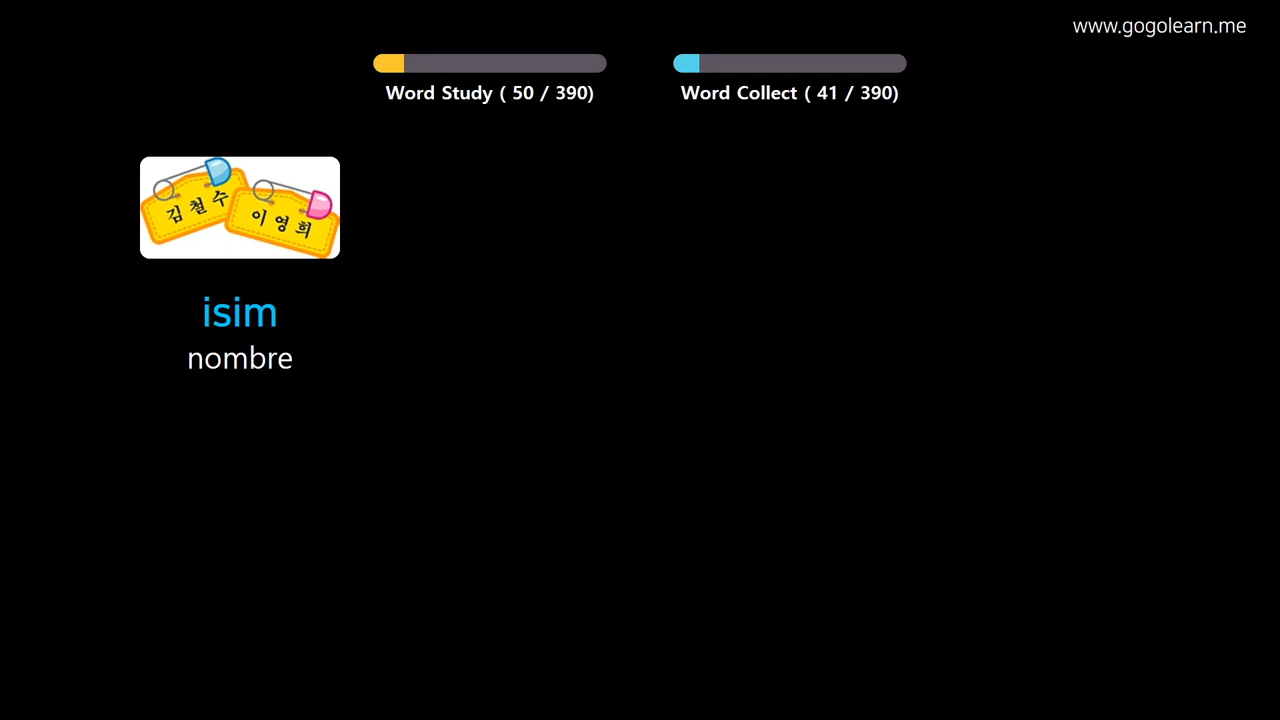 www.gogolearn.me
Word Study ( 50 / 390)
Word Collect ( 41 / 390)
김철수
이영희
isim
nombre